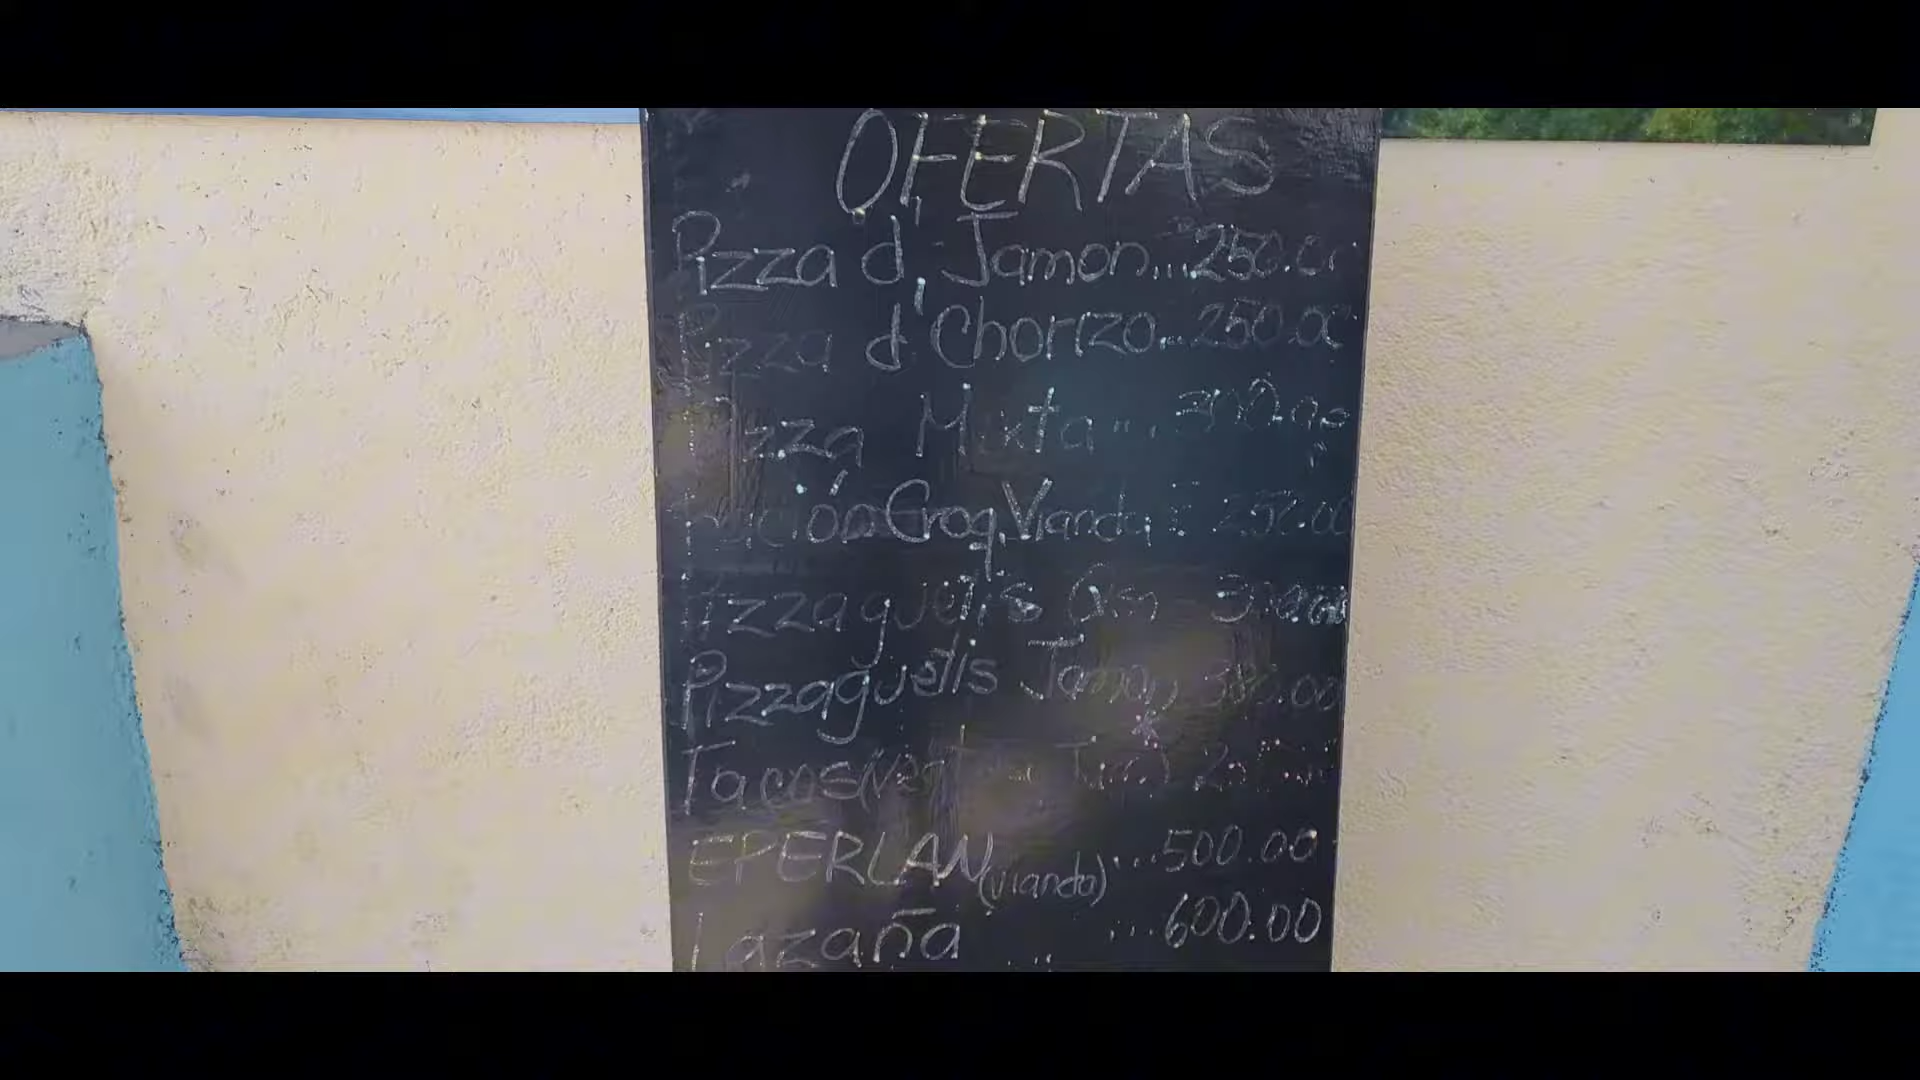 OFERTAS
Pizza d' Jamon...250.00
Pizza d' Chorizo...250.00
Pizza Mixta... 300.00
Croq. Vianda 250.00
Pizzaguetis
Pizzaguetis Jamon
Tacos
EPERLAN (vianda) ...500.00
Lazaña ...600.00